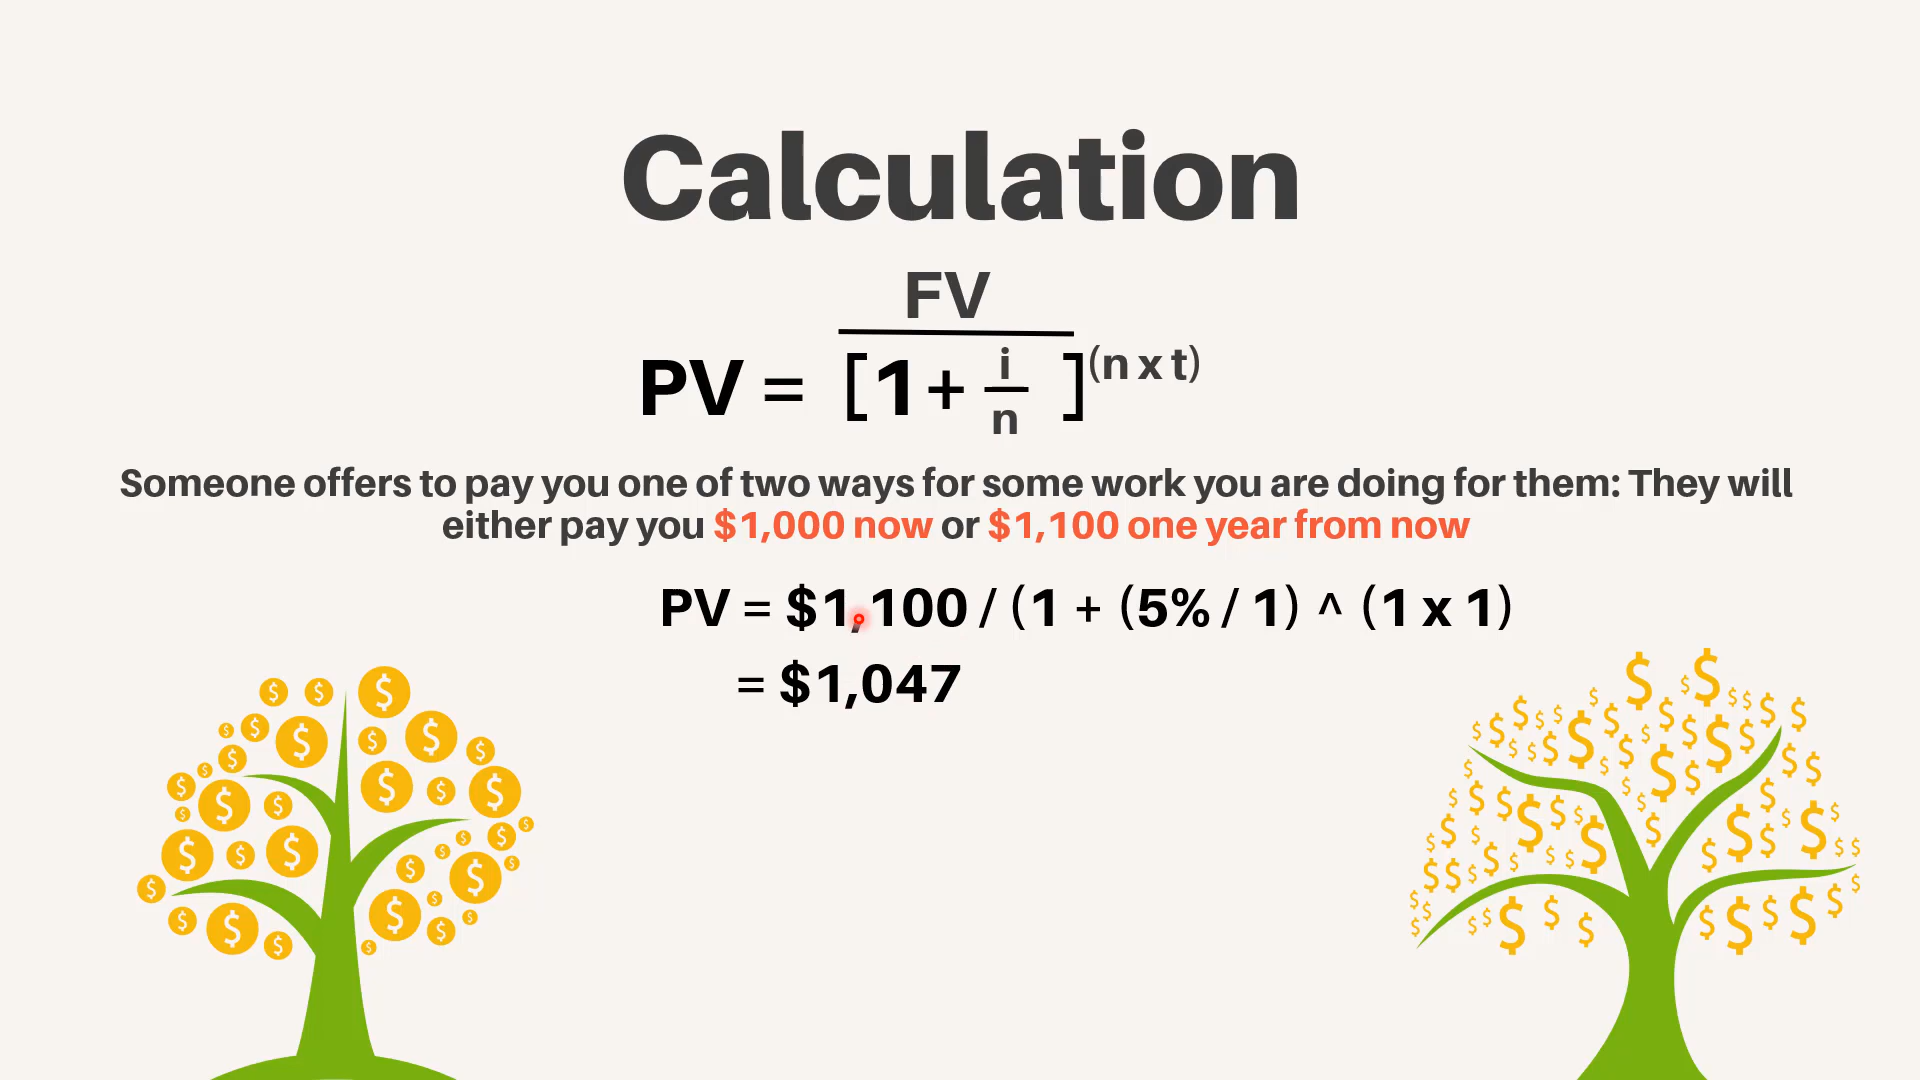 Calculation
FV
PV = [1+ i ](n x t)
n
Someone offers to pay you one of two ways for some work you are doing for them: They will
either pay you $1,000 now or $1,100 one year from now
PV = $1,100 / (1 + (5% / 1) ^ (1 x 1)
= $1,047